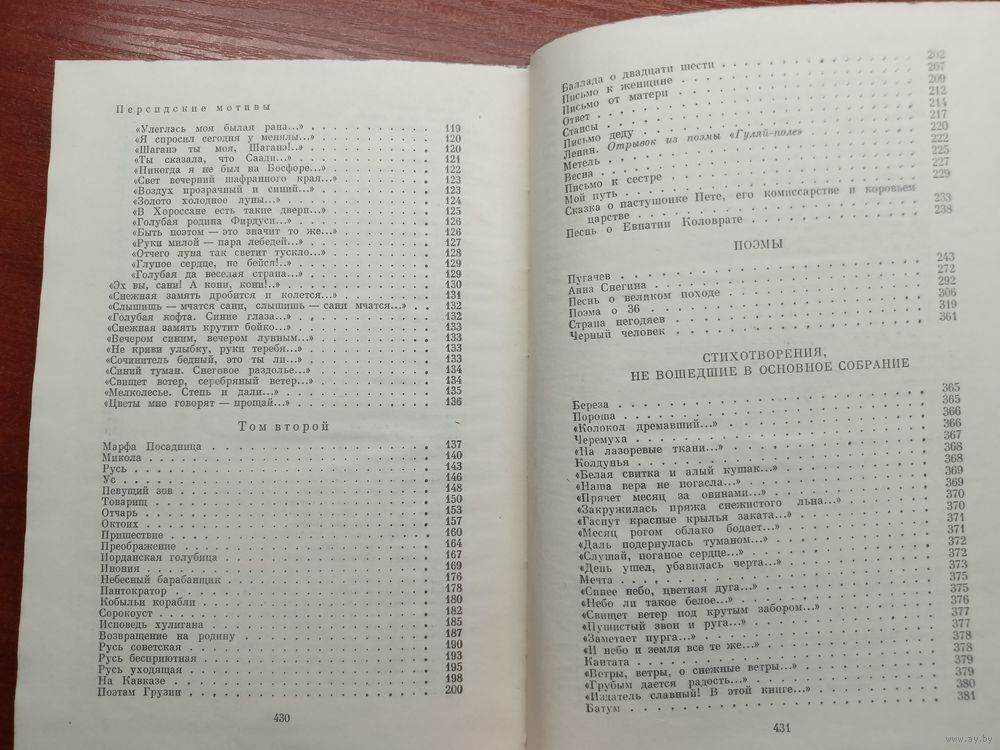 Персидские мотивы
«Улеглась моя былая рана...» 119
«Я спросил сегодня у менялы...» 120
«Шаганэ ты моя, Шаганэ!..» 120
«Ты сказала, что Саади...» 121
«Никогда я не был на Босфоре...» 122
«Свет вечерний шафранного края...» 123
«Воздух прозрачный и синий...» 123
«Золото холодное луны...» 124
«В Хороссане есть такие двери...» 125
«Голубая родина Фирдуси...» 126
«Быть поэтом — это значит то же...» 126
«Руки милой — пара лебедей...» 127
«Отчего луна так светит тускло...» 128
«Глупое сердце, не бейся!..» 129
«Голубая да веселая страна...» 129
«Эх вы, сани! А кони, кони!..» 130
«Снежная замять дробится и колется...» 131
«Слышишь — мчатся сани, слышишь — сани мчатся...» 132
«Голубая кофта. Синие глаза...» 132
«Снежная замять крутит бойко...» 133
«Вечером синим, вечером лунным...» 133
«Не криви улыбку, руки теребя...» 133
«Сочинитель бедный, это ты ли...» 133
«Синий туман. Снеговое раздолье...» 134
«Свищет ветер, серебряный ветер...» 134
«Мелколесье. Степь и дали...» 135
«Цветы мне говорят — прощай...» 136
Том второй
Марфа Посадница 137
Микола 140
Русь 143
Ус 146
Певущий зов 148
Товарищ 150
Отчарь 153
Октоих 157
Пришествие 160
Преображение 164
Иорданская голубица 167
Инония 169
Небесный барабанщик 176
Пантократор 178
Кобыльи корабли 180
Сорокоуст 182
Исповедь хулигана 185
Возвращение на родину 187
Русь советская 190
Русь бесприютная 193
Русь уходящая 195
На Кавказе 198
Поэтам Грузии 200
430
Баллада о двадцати шести 202
Письмо к женщине 207
Письмо от матери 209
Ответ 212
Стансы 214
Письмо деду 217
Ленин. Отрывок из поэмы «Гуляй-поле» 220
Метель 222
Весна 225
Письмо к сестре 227
Мой путь 229
Сказка о пастушонке Пете, его комиссарстве и коровьем
царстве 233
Песнь о Евпатии Коловрате 238
ПОЭМЫ
Пугачев 243
Анна Снегина 272
Песнь о великом походе 292
Поэма о 36 306
Страна негодяев 319
Черный человек 361
СТИХОТВОРЕНИЯ,
НЕ ВОШЕДШИЕ В ОСНОВНОЕ СОБРАНИЕ
Береза 365
Пороша 365
«Колокол дремавший...» 366
Черемуха 366
«На лазоревые ткани...» 367
Колдунья 368
«Белая свитка и алый кушак...» 368
«Наша вера не погасла...» 369
«Прячет месяц за овинами...» 369
«Закружилась пряжа снежистого льна...» 370
«Гаснут красные крылья заката...» 370
«Месяц рогом облако бодает...» 371
«Даль подернулась туманом...» 371
«Слушай, поганое сердце...» 372
«День ушел, убавилась черта...» 372
Мечта 373
«Синее небо, цветная дуга...» 375
«Небо ли такое белое...» 375
«Свищет ветер под крутым забором...» 376
«Пушистый звон и руга...» 377
«Заметает пурга...» 377
«И небо и земля все те же...» 378
Кантата 378
«Ветры, ветры, о снежные ветры...» 379
«Грубым дается радость...» 379
«Издатель славный! В этой книге...» 380
Батум 381
431
www.ay.by